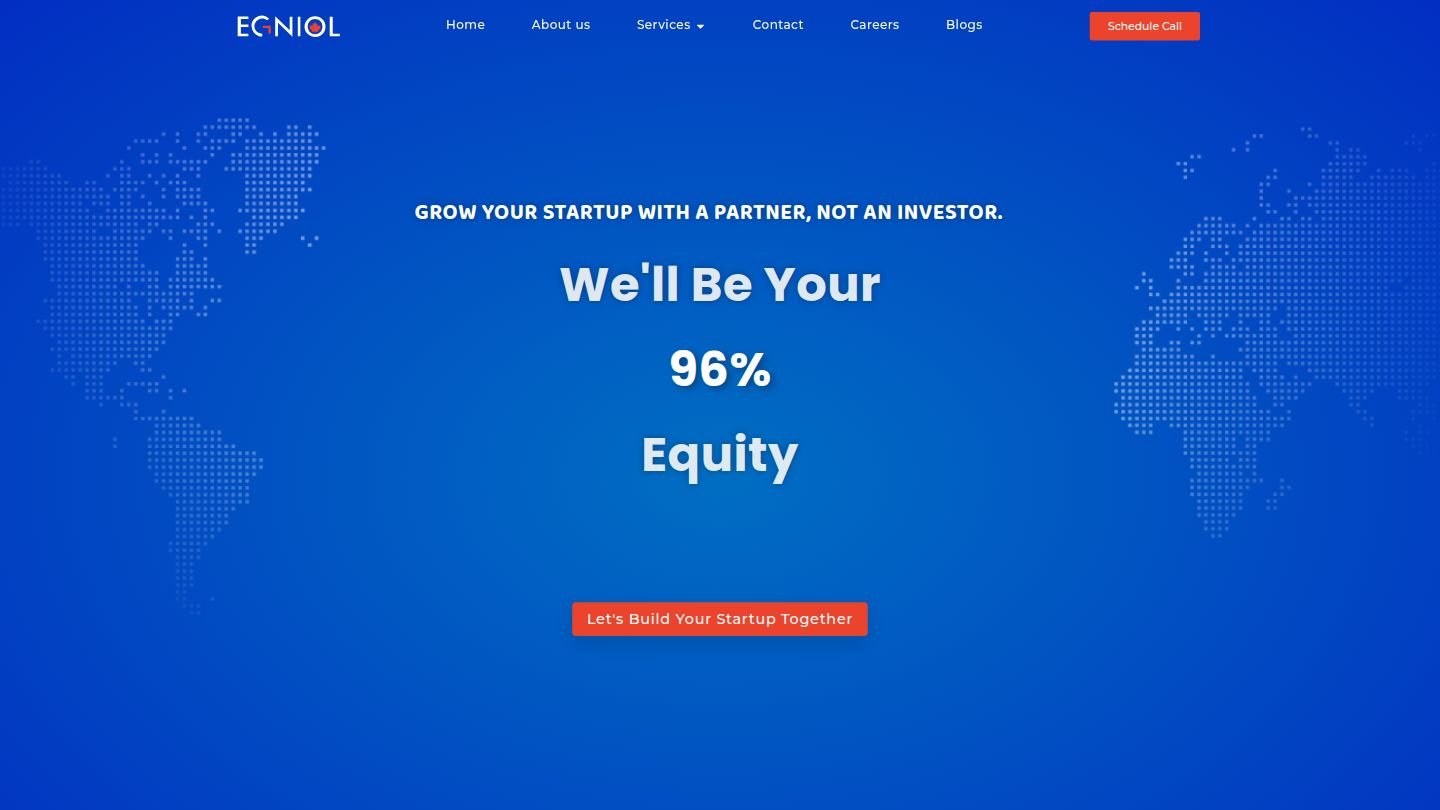 EGNIOL
Home
About us
Services
Contact
Careers
Blogs
Schedule Call
GROW YOUR STARTUP WITH A PARTNER, NOT AN INVESTOR.
We'll Be Your
96%
Equity
Let's Build Your Startup Together